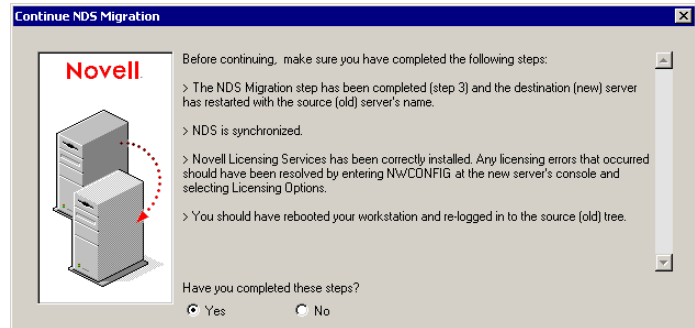 Continue NDS Migration
Novell.
Before continuing, make sure you have completed the following steps:
> The NDS Migration step has been completed (step 3) and the destination (new) server
has restarted with the source (old) server's name.
> NDS is synchronized.
> Novell Licensing Services has been correctly installed. Any licensing errors that occurred
should have been resolved by entering NWCONFIG at the new server's console and
selecting Licensing Options.
> You should have rebooted your workstation and re-logged in to the source (old) tree.
Have you completed these steps?
Yes No